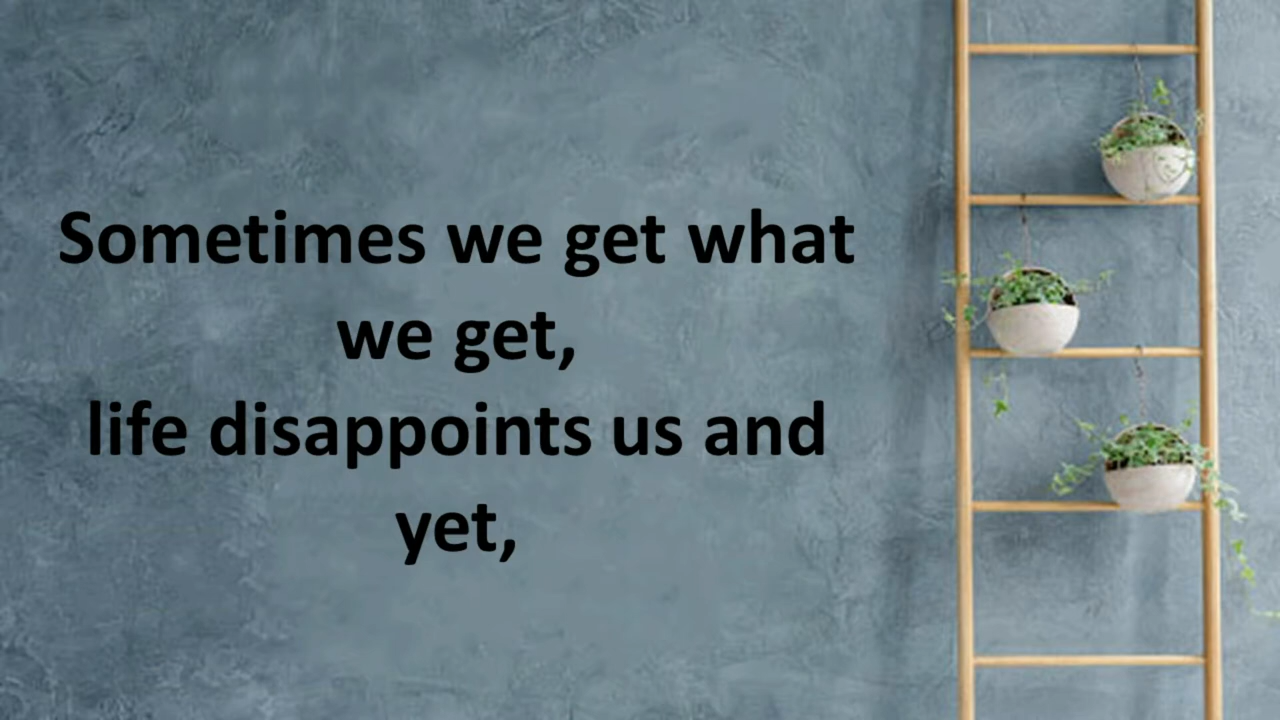 Sometimes we get what
we get,
life disappoints us and
yet,